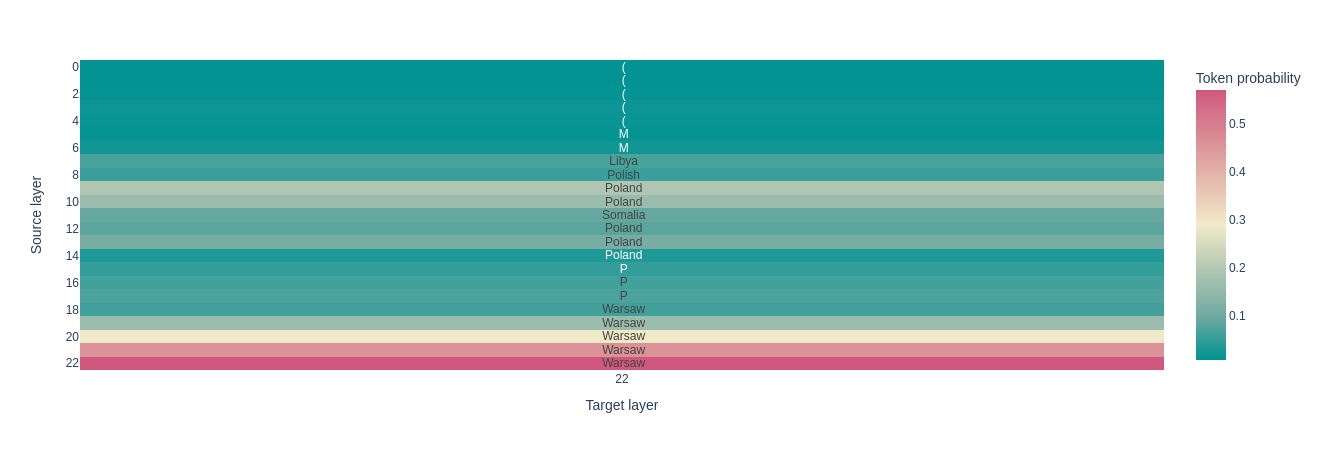 Token probability
0
(
(
2
(
(
4
(
M
6
M
Libya
8
Polish
Poland
10
Poland
Somalia
12
Poland
Poland
14
Poland
P
16
P
P
18
Warsaw
Warsaw
20
Warsaw
Warsaw
22
Warsaw
22
Source layer
Target layer
0.5
0.4
0.3
0.2
0.1